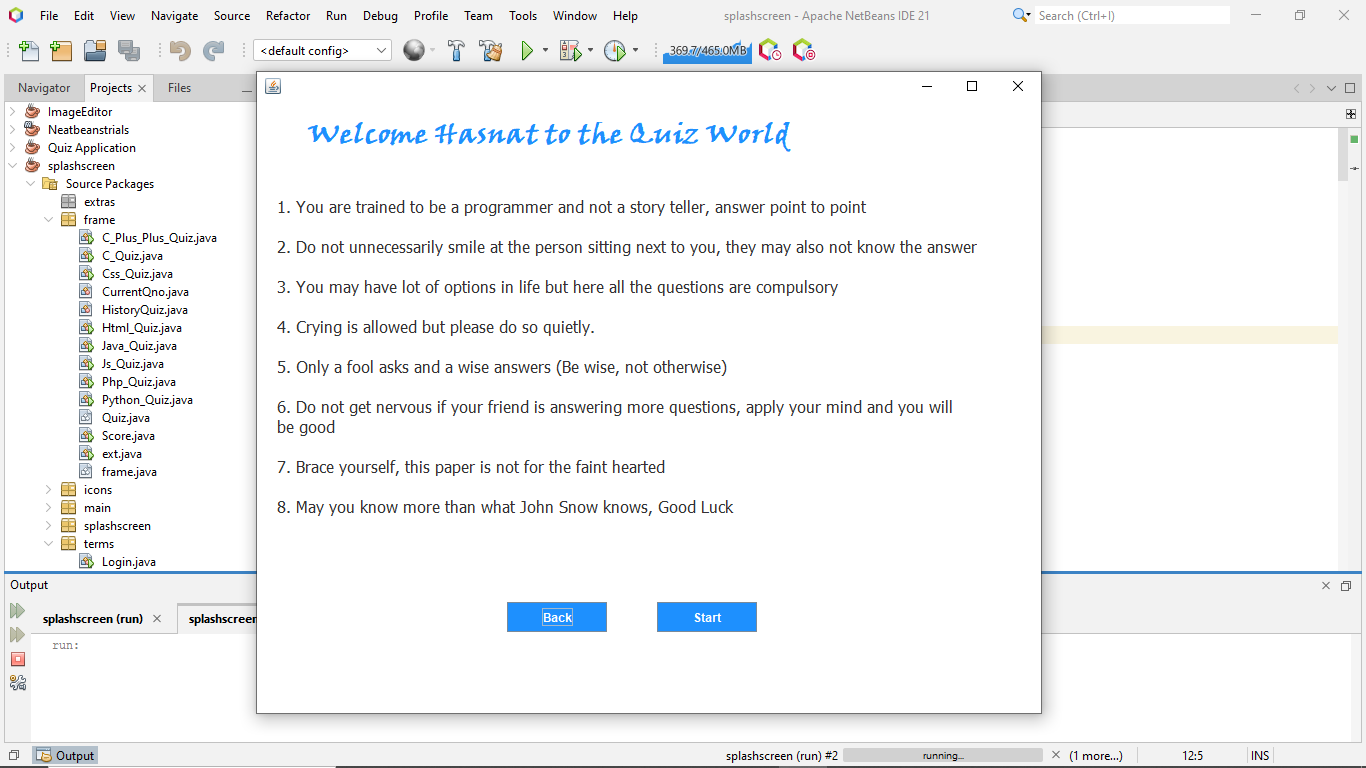 File Edit View Navigate Source Refactor Run Debug Profile Team Tools Window Help
splashscreen - Apache NetBeans IDE 21
Search (Ctrl+I)
<default config>
369.7/465.0MB
Navigator Projects Files
ImageEditor
Neatbeanstrials
Quiz Application
splashscreen
Source Packages
extras
frame
C_Plus_Plus_Quiz.java
C_Quiz.java
Css_Quiz.java
CurrentQno.java
HistoryQuiz.java
Html_Quiz.java
Java_Quiz.java
Js_Quiz.java
Php_Quiz.java
Python_Quiz.java
Quiz.java
Score.java
ext.java
frame.java
icons
main
splashscreen
terms
Login.java
Welcome Hasnat to the Quiz World
1. You are trained to be a programmer and not a story teller, answer point to point
2. Do not unnecessarily smile at the person sitting next to you, they may also not know the answer
3. You may have lot of options in life but here all the questions are compulsory
4. Crying is allowed but please do so quietly.
5. Only a fool asks and a wise answers (Be wise, not otherwise)
6. Do not get nervous if your friend is answering more questions, apply your mind and you will
be good
7. Brace yourself, this paper is not for the faint hearted
8. May you know more than what John Snow knows, Good Luck
Back Start
Output
splashscreen (run) splashscreen
run:
Output
splashscreen (run) #2 running... (1 more...) 12:5 INS